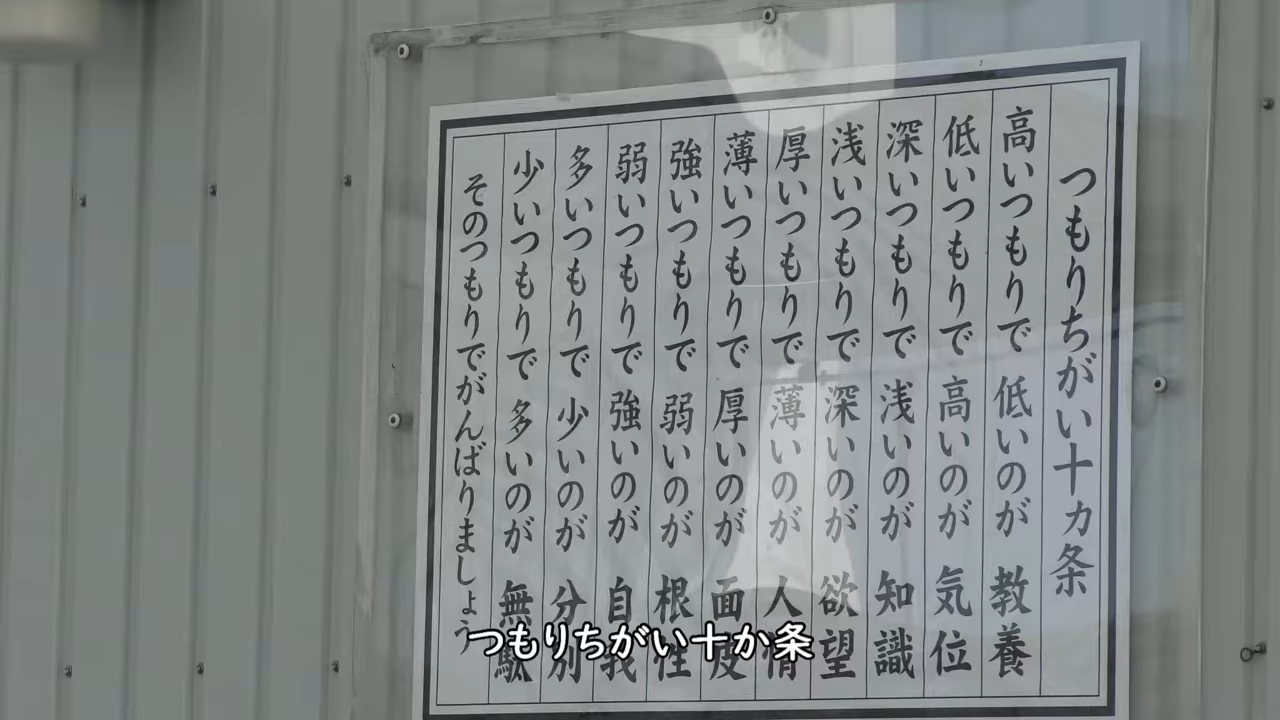 つもりちがい十カ条
高いつもりで 低いのが 教養
低いつもりで 高いのが 気位
深いつもりで 浅いのが 知識
浅いつもりで 深いのが 欲望
厚いつもりで 薄いのが 人情
薄いつもりで 厚いのが 面皮
強いつもりで 弱いのが 根性
弱いつもりで 強いのが 自我
多いつもりで 少いのが 分別
少いつもりで 多いのが 無駄
そのつもりでがんばりましょう
つもりちがい十か条